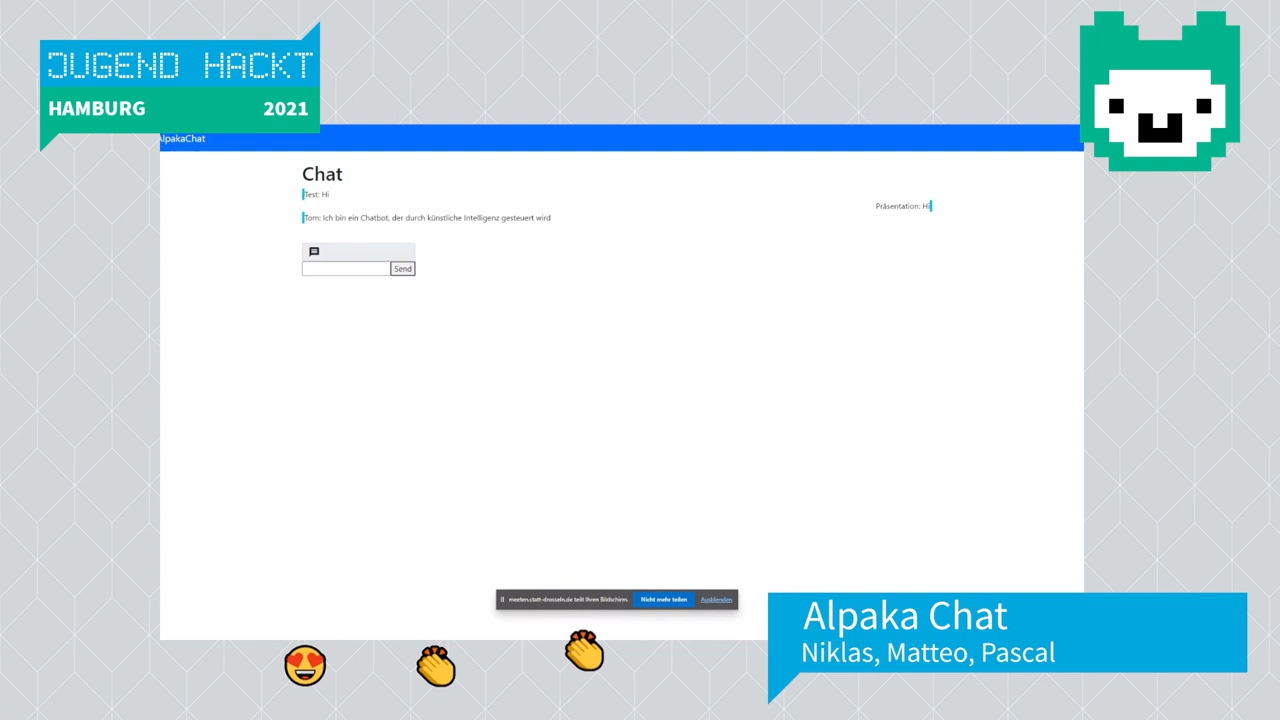 JUGEND HACKT
HAMBURG 2021
AlpakaChat
Chat
Test: Hi
Präsentation: Hi
Tom: Ich bin ein Chatbot, der durch künstliche Intelligenz gesteuert wird
Send
meeten.statt-drosseln.de teilt Ihren Bildschirm. Nicht mehr teilen Ausblenden
Alpaka Chat
Niklas, Matteo, Pascal